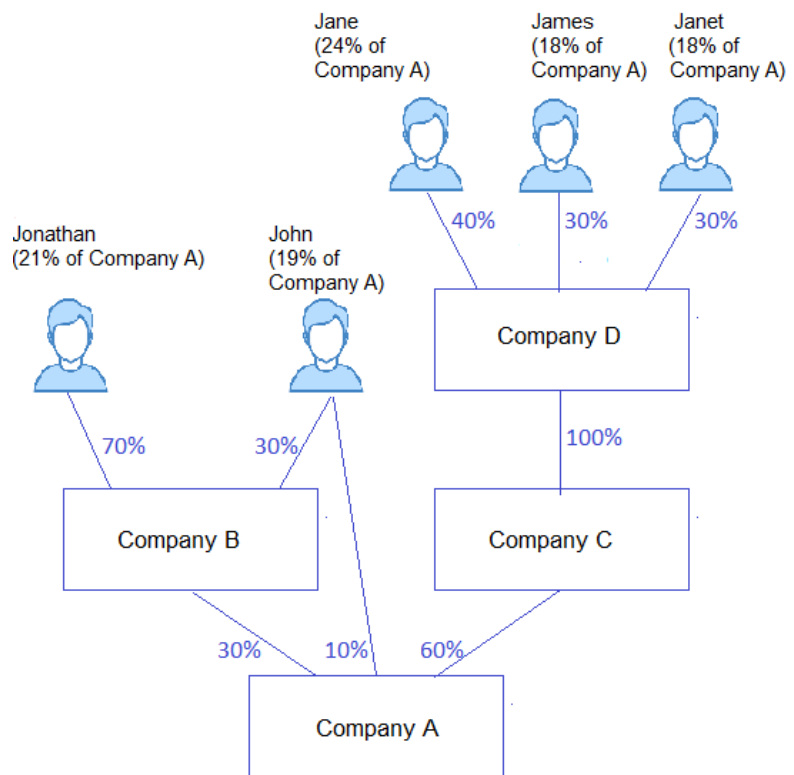 Jane
(24% of
Company A)
James
(18% of
Company A)
Janet
(18% of
Company A)
40%
30%
30%
Jonathan
(21% of Company A)
John
(19% of
Company A)
Company D
70%
30%
100%
Company B
Company C
30%
10%
60%
Company A